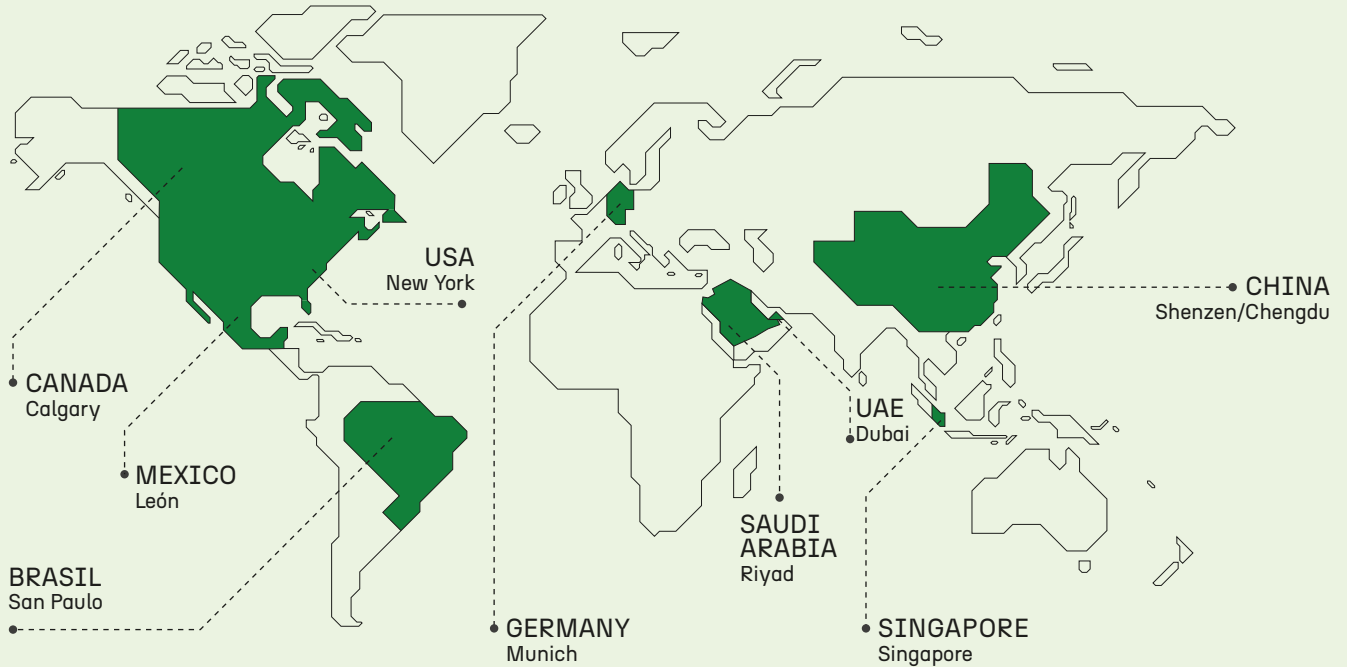 USA
New York
CHINA
Shenzen/Chengdu
CANADA
Calgary
UAE
Dubai
MEXICO
León
SAUDI
ARABIA
Riyad
BRASIL
San Paulo
GERMANY
Munich
SINGAPORE
Singapore